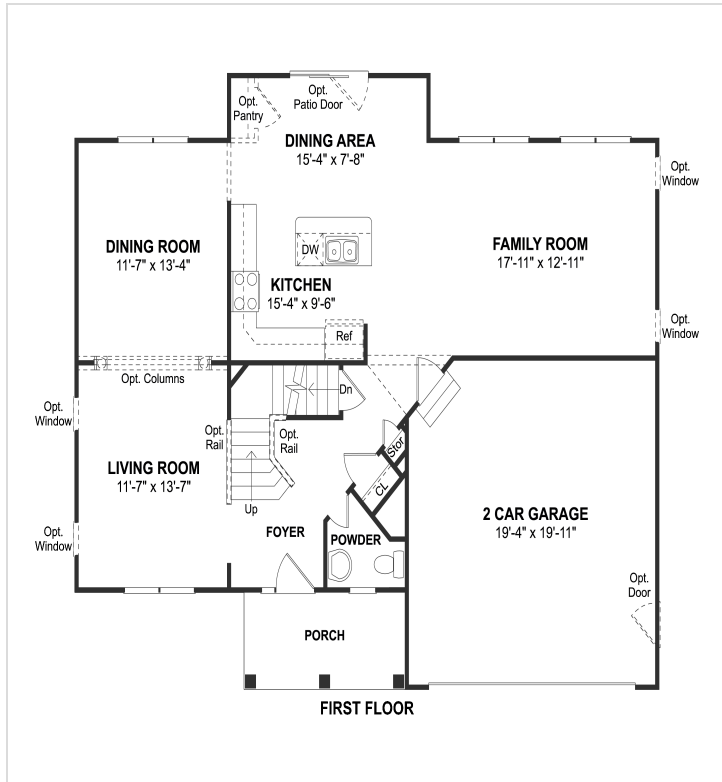 Opt.
Patio Door
Opt.
Pantry
DINING AREA
15'-4" x 7'-8"
Opt.
Window
DINING ROOM
11'-7" x 13'-4"
DW
FAMILY ROOM
17'-11" x 12'-11"
KITCHEN
15'-4" x 9'-6"
Ref
Opt.
Window
Opt. Columns
Dn
Opt.
Window
Opt.
Rail
Opt.
Rail
Stor
LIVING ROOM
11'-7" x 13'-7"
CL
Up
2 CAR GARAGE
19'-4" x 19'-11"
Opt.
Window
FOYER
POWDER
Opt.
Door
PORCH
FIRST FLOOR